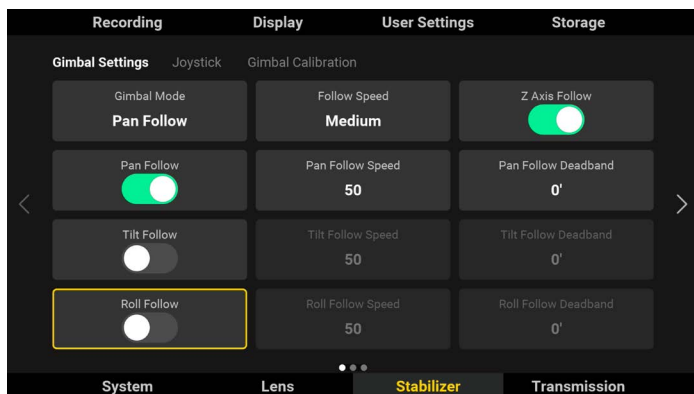 Recording Display User Settings Storage
Gimbal Settings Joystick Gimbal Calibration
Gimbal Mode Follow Speed Z Axis Follow
Pan Follow Medium
Pan Follow Pan Follow Speed Pan Follow Deadband
50 0'
Tilt Follow Tilt Follow Speed Tilt Follow Deadband
50 0'
Roll Follow Roll Follow Speed Roll Follow Deadband
50 0'
System Lens Stabilizer Transmission